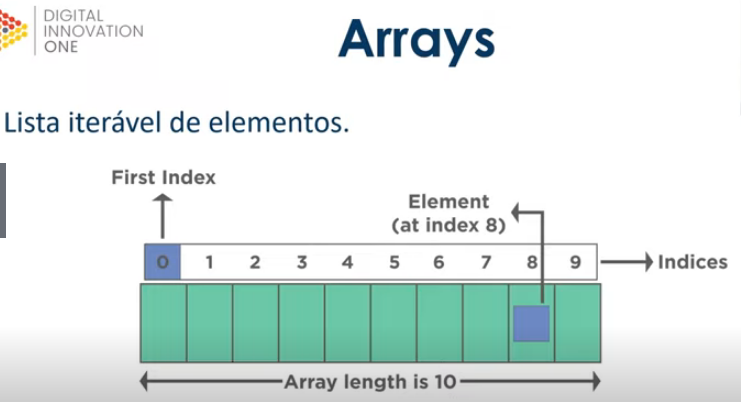 DIGITAL
INNOVATION
ONE
Arrays
Lista iterável de elementos.
First Index
Element
(at index 8)
0 1 2 3 4 5 6 7 8 9
Indices
Array length is 10